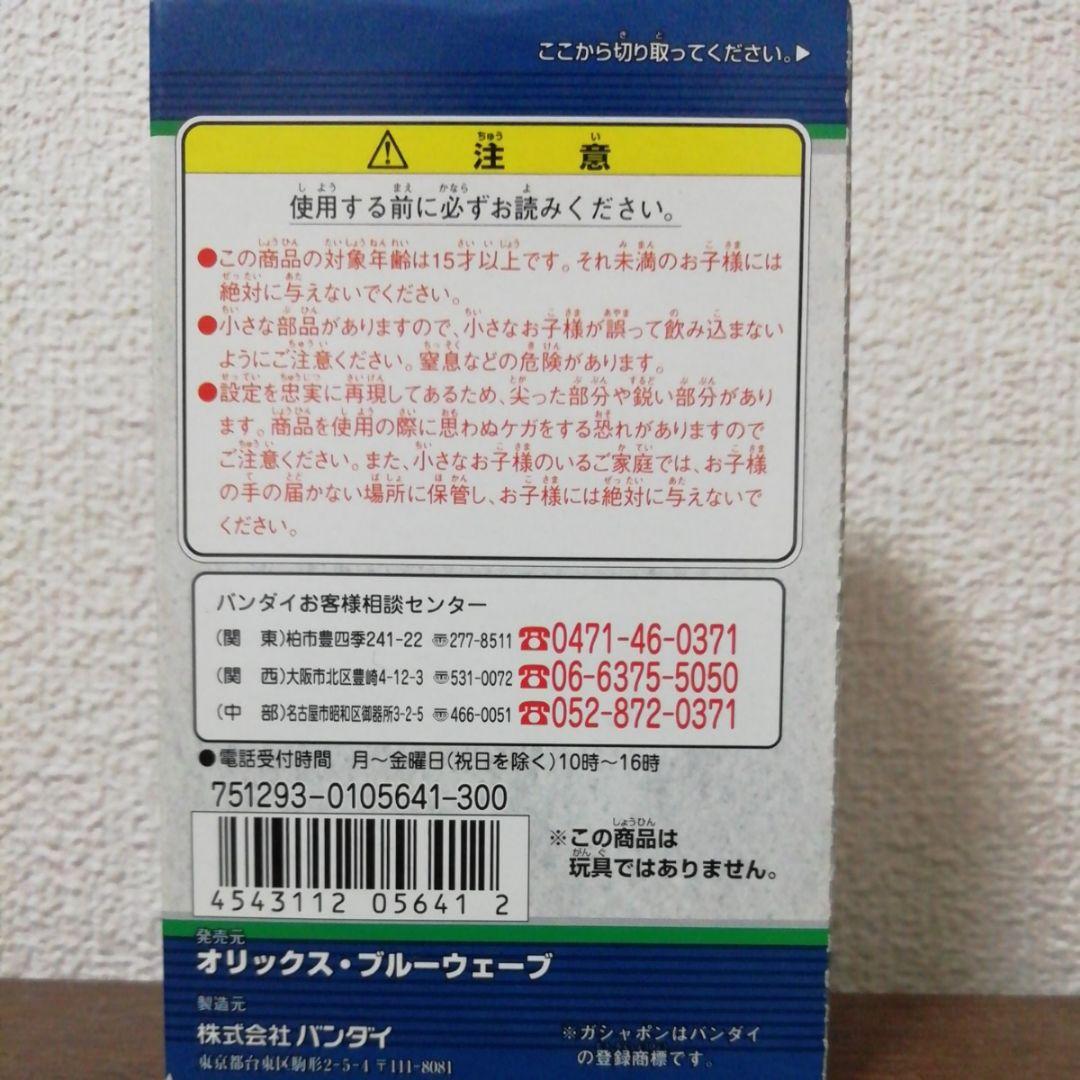 ここから切り取ってください。▶
⚠ 注意
使用する前に必ずお読みください。
●この商品の対象年齢は15才以上です。それ未満のお子様には
絶対に与えないでください。
●小さな部品がありますので、小さなお子様が誤って飲み込まない
ようにご注意ください。窒息などの危険があります。
●設定を忠実に再現してあるため、尖った部分や鋭い部分があり
ます。商品を使用の際に思わぬケガをする恐れがありますので
ご注意ください。また、小さなお子様のいるご家庭では、お子様
の手の届かない場所に保管し、お子様には絶対に与えないで
ください。
バンダイお客様相談センター
(関 東)柏市豊四季241-22 〠277-8511 ☎0471-46-0371
(関 西)大阪市北区豊崎4-12-3 〠531-0072 ☎06-6375-5050
(中 部)名古屋市昭和区御器所3-2-5 〠466-0051 ☎052-872-0371
●電話受付時間 月〜金曜日(祝日を除く)10時〜16時
751293-0105641-300
4543112 05641 2
※この商品は
玩具ではありません。
発売元
オリックス・ブルーウェーブ
製造元
株式会社 バンダイ
東京都台東区駒形2-5-4 〒111-8081
※ガシャポンはバンダイ
の登録商標です。